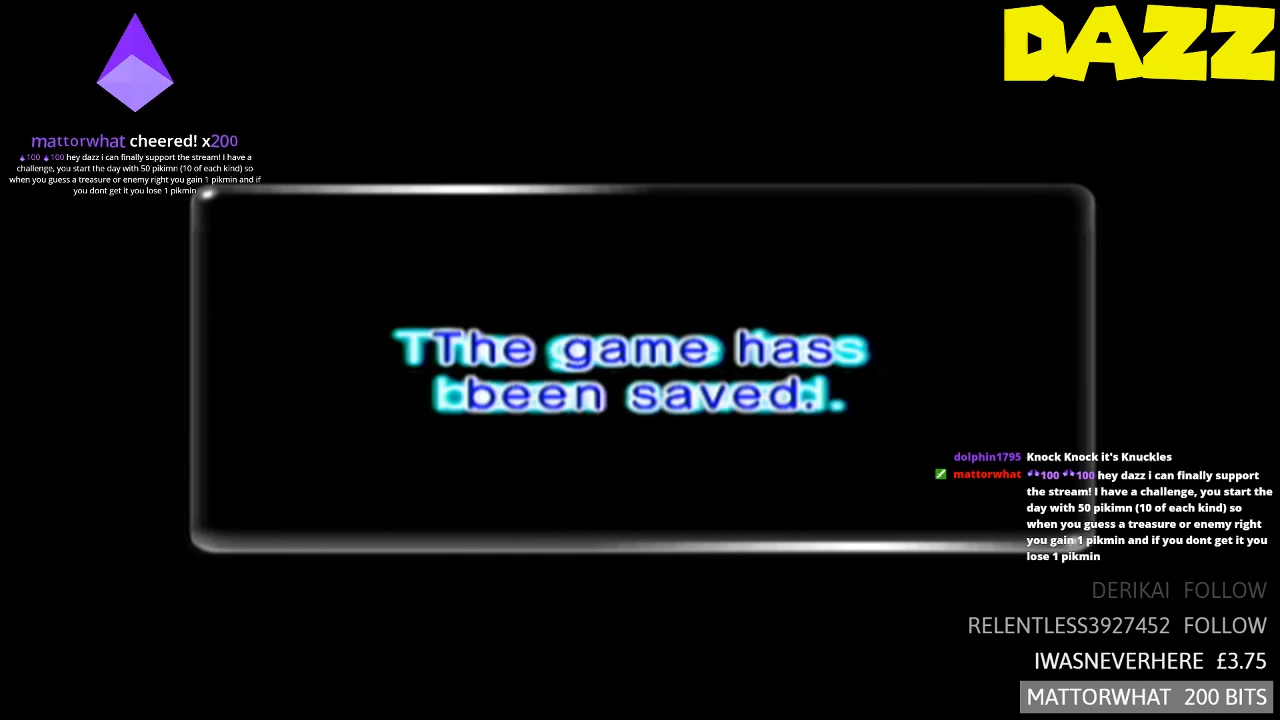 DAZZ
mattorwhat cheered! x200
100 100 hey dazz i can finally support the stream! I have a
challenge, you start the day with 50 pikimn (10 of each kind) so
when you guess a treasure or enemy right you gain 1 pikmin and if
you dont get it you lose 1 pikmin
The game has
been saved.
dolphin1795 Knock Knock it's Knuckles
mattorwhat 100 100 hey dazz i can finally support
the stream! I have a challenge, you start the
day with 50 pikimn (10 of each kind) so
when you guess a treasure or enemy right
you gain 1 pikmin and if you dont get it you
lose 1 pikmin
DERIKAI FOLLOW
RELENTLESS3927452 FOLLOW
IWASNEVERHERE £3.75
MATTORWHAT 200 BITS